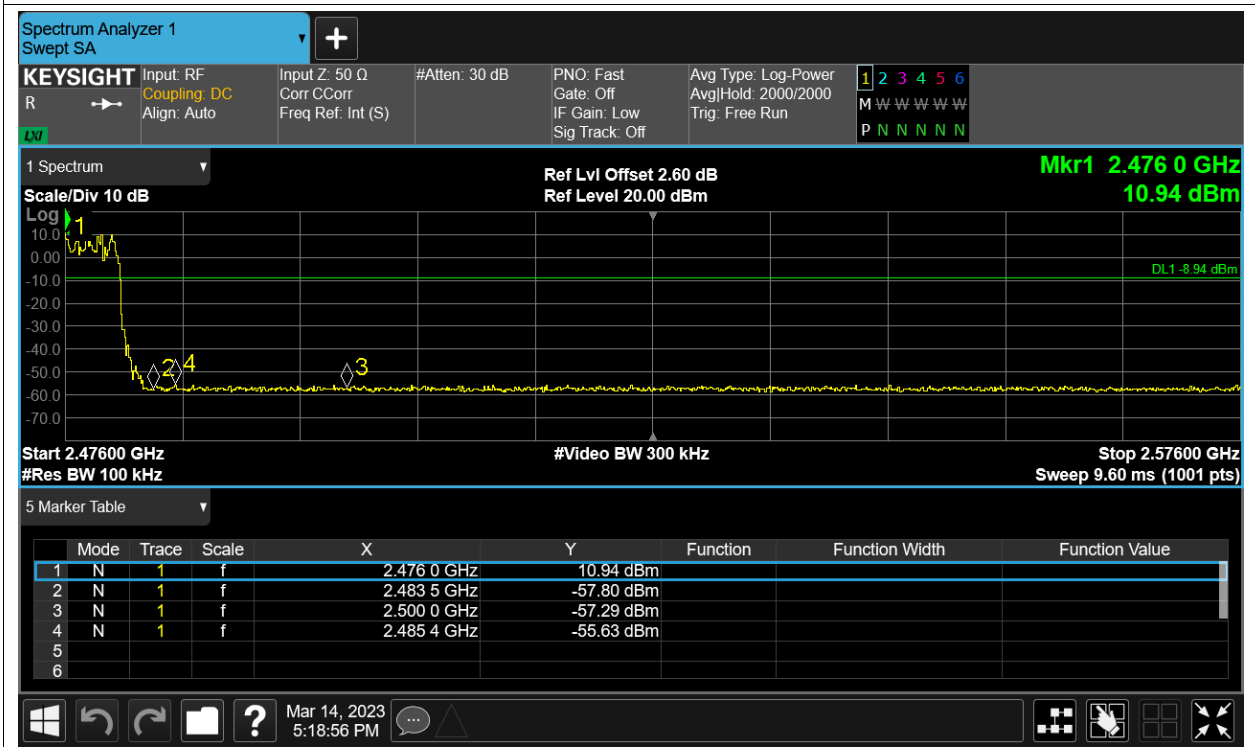 Spectrum Analyzer 1
Swept SA
+
KEYSIGHT Input: RF Input Z: 50 Ω #Atten: 30 dB PNO: Fast Avg Type: Log-Power 1 2 3 4 5 6
R Coupling: DC Corr CCorr Gate: Off Avg|Hold: 2000/2000 M W W W W W
Align: Auto Freq Ref: Int (S) IF Gain: Low Trig: Free Run
LXI Sig Track: Off P N N N N N
1 Spectrum Ref Lvl Offset 2.60 dB Mkr1 2.476 0 GHz
Scale/Div 10 dB Ref Level 20.00 dBm 10.94 dBm
Log
1
10.0
0.00
DL1 -8.94 dBm
-10.0
-20.0
-30.0
-40.0
2 4 3
-50.0
-60.0
-70.0
Start 2.47600 GHz #Video BW 300 kHz Stop 2.57600 GHz
#Res BW 100 kHz Sweep 9.60 ms (1001 pts)
5 Marker Table
Mode Trace Scale X Y Function Function Width Function Value
1 N 1 f 2.476 0 GHz 10.94 dBm
2 N 1 f 2.483 5 GHz -57.80 dBm
3 N 1 f 2.500 0 GHz -57.29 dBm
4 N 1 f 2.485 4 GHz -55.63 dBm
5
6
? Mar 14, 2023
5:18:56 PM